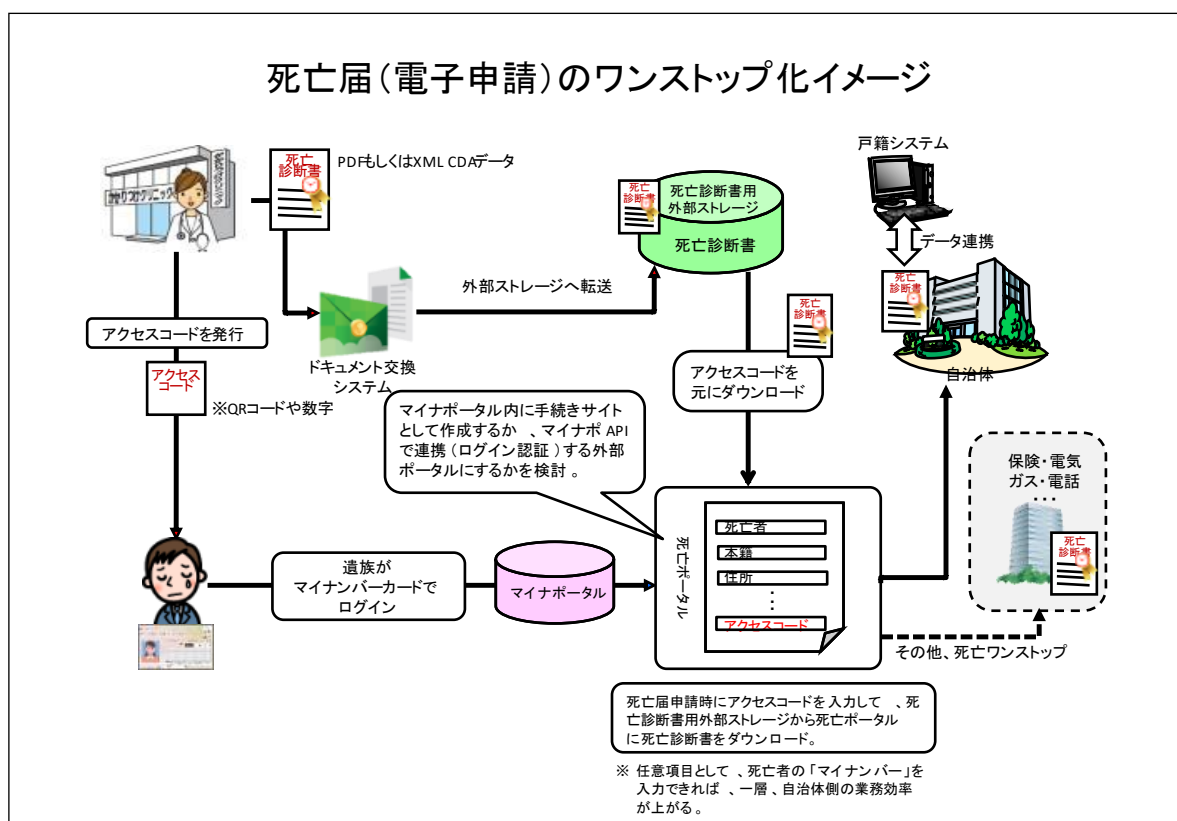 死亡届(電子申請)のワンストップ化イメージ
かかりつけクリニック
死亡
診断書
PDFもしくはXML CDAデータ
死亡
診断書
死亡診断書用
外部ストレージ
死亡診断書
戸籍システム
データ連携
死亡
診断書
自治体
外部ストレージへ転送
ドキュメント交換
システム
アクセスコードを発行
アクセス
コード
※QRコードや数字
死亡
診断書
アクセスコードを
元にダウンロード
マイナポータル内に手続きサイト
として作成するか 、マイナポ API
で連携(ログイン認証)する外部
ポータルにするかを検討 。
保険・電気
ガス・電話
・・・
死亡
診断書
遺族が
マイナンバーカードで
ログイン
マイナポータル
死亡ポータル
死亡者
本籍
住所
・・・
アクセスコード
その他、死亡ワンストップ
死亡届申請時にアクセスコードを入力して 、死
亡診断書用外部ストレージから死亡ポータル
に死亡診断書をダウンロード。
※ 任意項目として 、死亡者の「マイナンバー」を
入力できれば 、一層 、自治体側の業務効率
が上がる 。